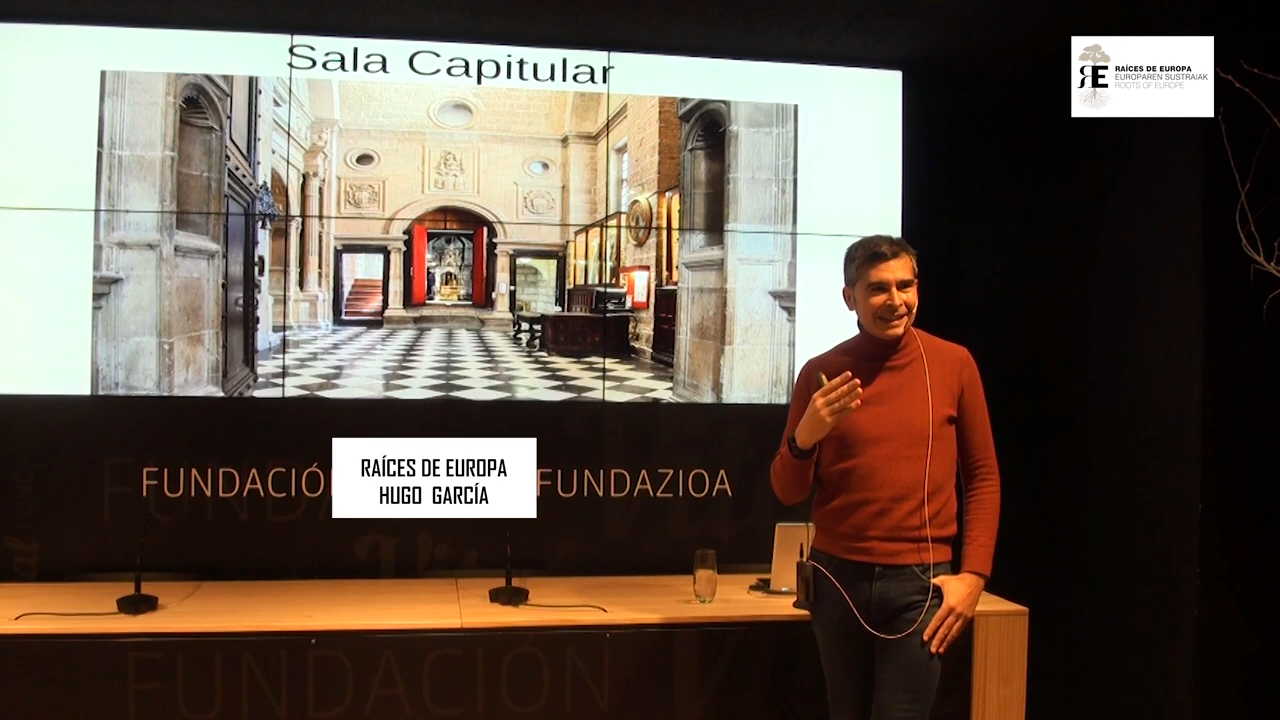 Sala Capitular
RAÍCES DE EUROPA
EUROPAREN SUSTRAIAK
ROOTS OF EUROPE
FUNDACIÓN
FUNDAZIOA
RAÍCES DE EUROPA
HUGO GARCÍA
FUNDACIÓN